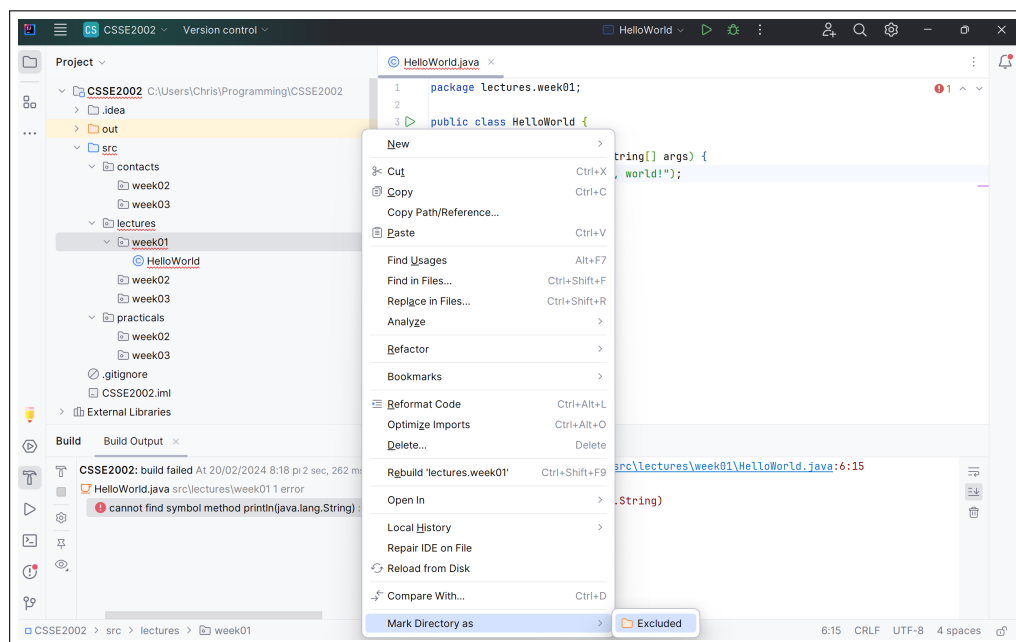 CS CSSE2002 Version control HelloWorld
Project
CSSE2002 C:\Users\Chris\Programming\CSSE2002
.idea
out
src
contacts
week02
week03
lectures
week01
HelloWorld
week02
week03
practicals
week02
week03
.gitignore
CSSE2002.iml
External Libraries
HelloWorld.java
1 package lectures.week01;
2
3 public class HelloWorld {
tring[] args) {
, world!");
1
New
Cut Ctrl+X
Copy Ctrl+C
Copy Path/Reference...
Paste Ctrl+V
Find Usages Alt+F7
Find in Files... Ctrl+Shift+F
Replace in Files... Ctrl+Shift+R
Analyze
Refactor
Bookmarks
Reformat Code Ctrl+Alt+L
Optimize Imports Ctrl+Alt+O
Delete... Delete
Rebuild 'lectures.week01' Ctrl+Shift+F9
Open In
Local History
Repair IDE on File
Reload from Disk
Compare With... Ctrl+D
Mark Directory as
Excluded
Build Build Output
CSSE2002: build failed At 20/02/2024 8:18 pı 2 sec, 262 m
HelloWorld.java src\lectures\week01 1 error
cannot find symbol method println(java.lang.String) :
src\lectures\week01\HelloWorld.java:6:15
.String)
CSSE2002 > src > lectures > week01
6:15 CRLF UTF-8 4 spaces